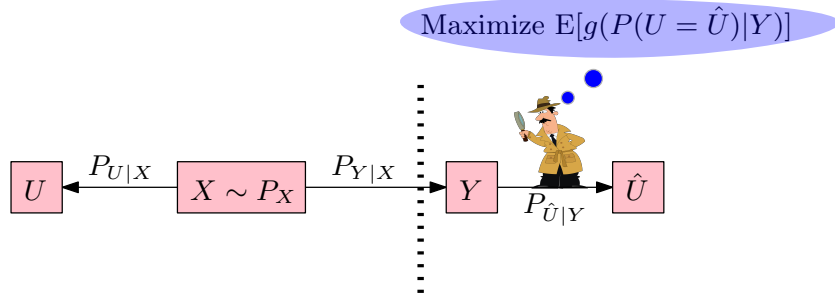 Maximize E[g(P(U = Û)|Y)]
P_{U|X}
P_{Y|X}
U
X ∼ P_X
Y
Û
P_{Û|Y}